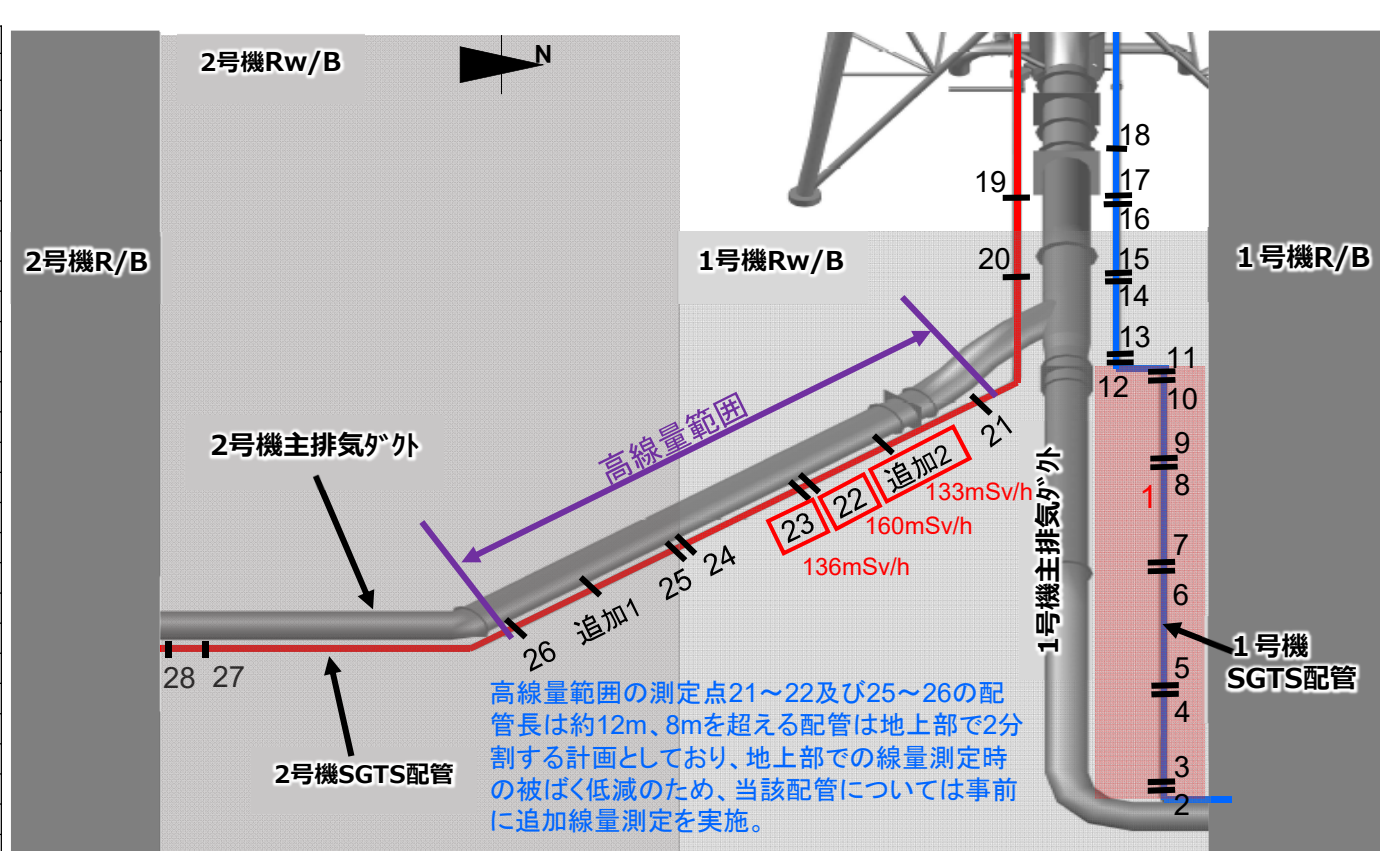 2号機Rw/B
N
18
19
17
16
2号機R/B
1号機Rw/B
20
15
1号機R/B
14
13
11
12
10
高線量範囲
21
9
2号機主排気ﾀﾞｸﾄ
追加2
133mSv/h
8
1
22
160mSv/h
23
136mSv/h
1号機主排気ﾀﾞｸﾄ
7
24
25
6
追加1
26
28 27
1号機
SGTS配管
5
4
高線量範囲の測定点21～22及び25～26の配
管長は約12m、8mを超える配管は地上部で2分
割する計画としており、地上部での線量測定時
の被ばく低減のため、当該配管については事前
に追加線量測定を実施。
2号機SGTS配管
3
2